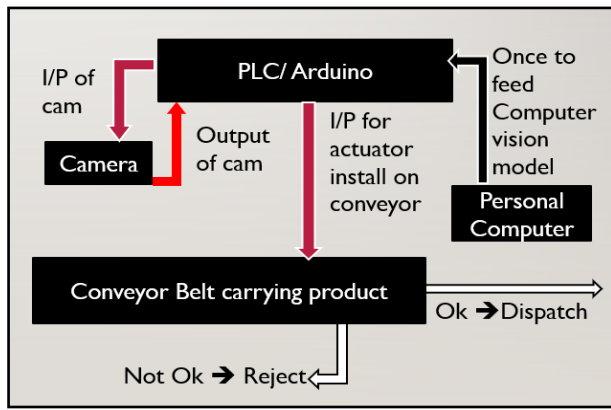 PLC/ Arduino
I/P of
cam
Camera
Output
of cam
I/P for
actuator
install on
conveyor
Once to
feed
Computer
vision
model
Personal
Computer
Conveyor Belt carrying product
Ok ➔Dispatch
Not Ok ➔ Reject